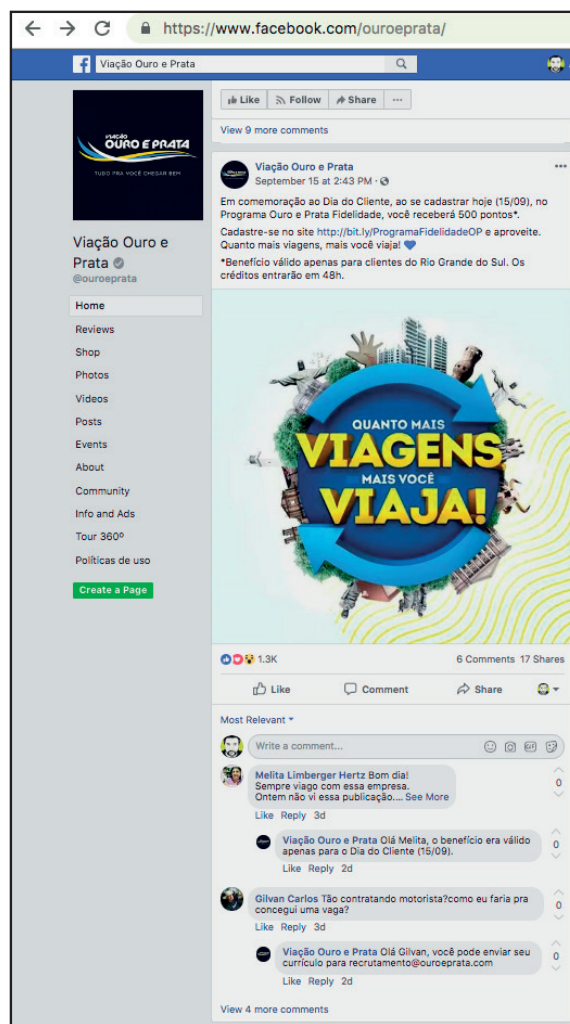 https://www.facebook.com/ouroeprata/
Viação Ouro e Prata
VIAÇÃO
OURO E PRATA
TUDO PRA VOCÊ CHEGAR BEM
Viação Ouro e
Prata
@ouroeprata
Home
Reviews
Shop
Photos
Videos
Posts
Events
About
Community
Info and Ads
Tour 360º
Políticas de uso
Create a Page
Like Follow Share
View 9 more comments
Viação Ouro e Prata
September 15 at 2:43 PM ·
Em comemoração ao Dia do Cliente, ao se cadastrar hoje (15/09), no
Programa Ouro e Prata Fidelidade, você receberá 500 pontos*.
Cadastre-se no site http://bit.ly/ProgramaFidelidadeOP e aproveite.
Quanto mais viagens, mais você viaja! 💙
*Benefício válido apenas para clientes do Rio Grande do Sul. Os
créditos entrarão em 48h.
QUANTO MAIS
VIAGENS
MAIS VOCÊ
VIAJA!
1.3K 6 Comments 17 Shares
Like Comment Share
Most Relevant
Write a comment...
GIF
Melita Limberger Hertz Bom dia!
Sempre viago com essa empresa.
Ontem não vi essa publicação.... See More
0
Like Reply 3d
Viação Ouro e Prata Olá Melita, o benefício era válido
apenas para o Dia do Cliente (15/09).
0
Like Reply 2d
Gilvan Carlos Tão contratando motorista?como eu faria pra
concegui uma vaga?
0
Like Reply 3d
Viação Ouro e Prata Olá Gilvan, você pode enviar seu
currículo para recrutamento@ouroeprata.com
0
Like Reply 2d
View 4 more comments